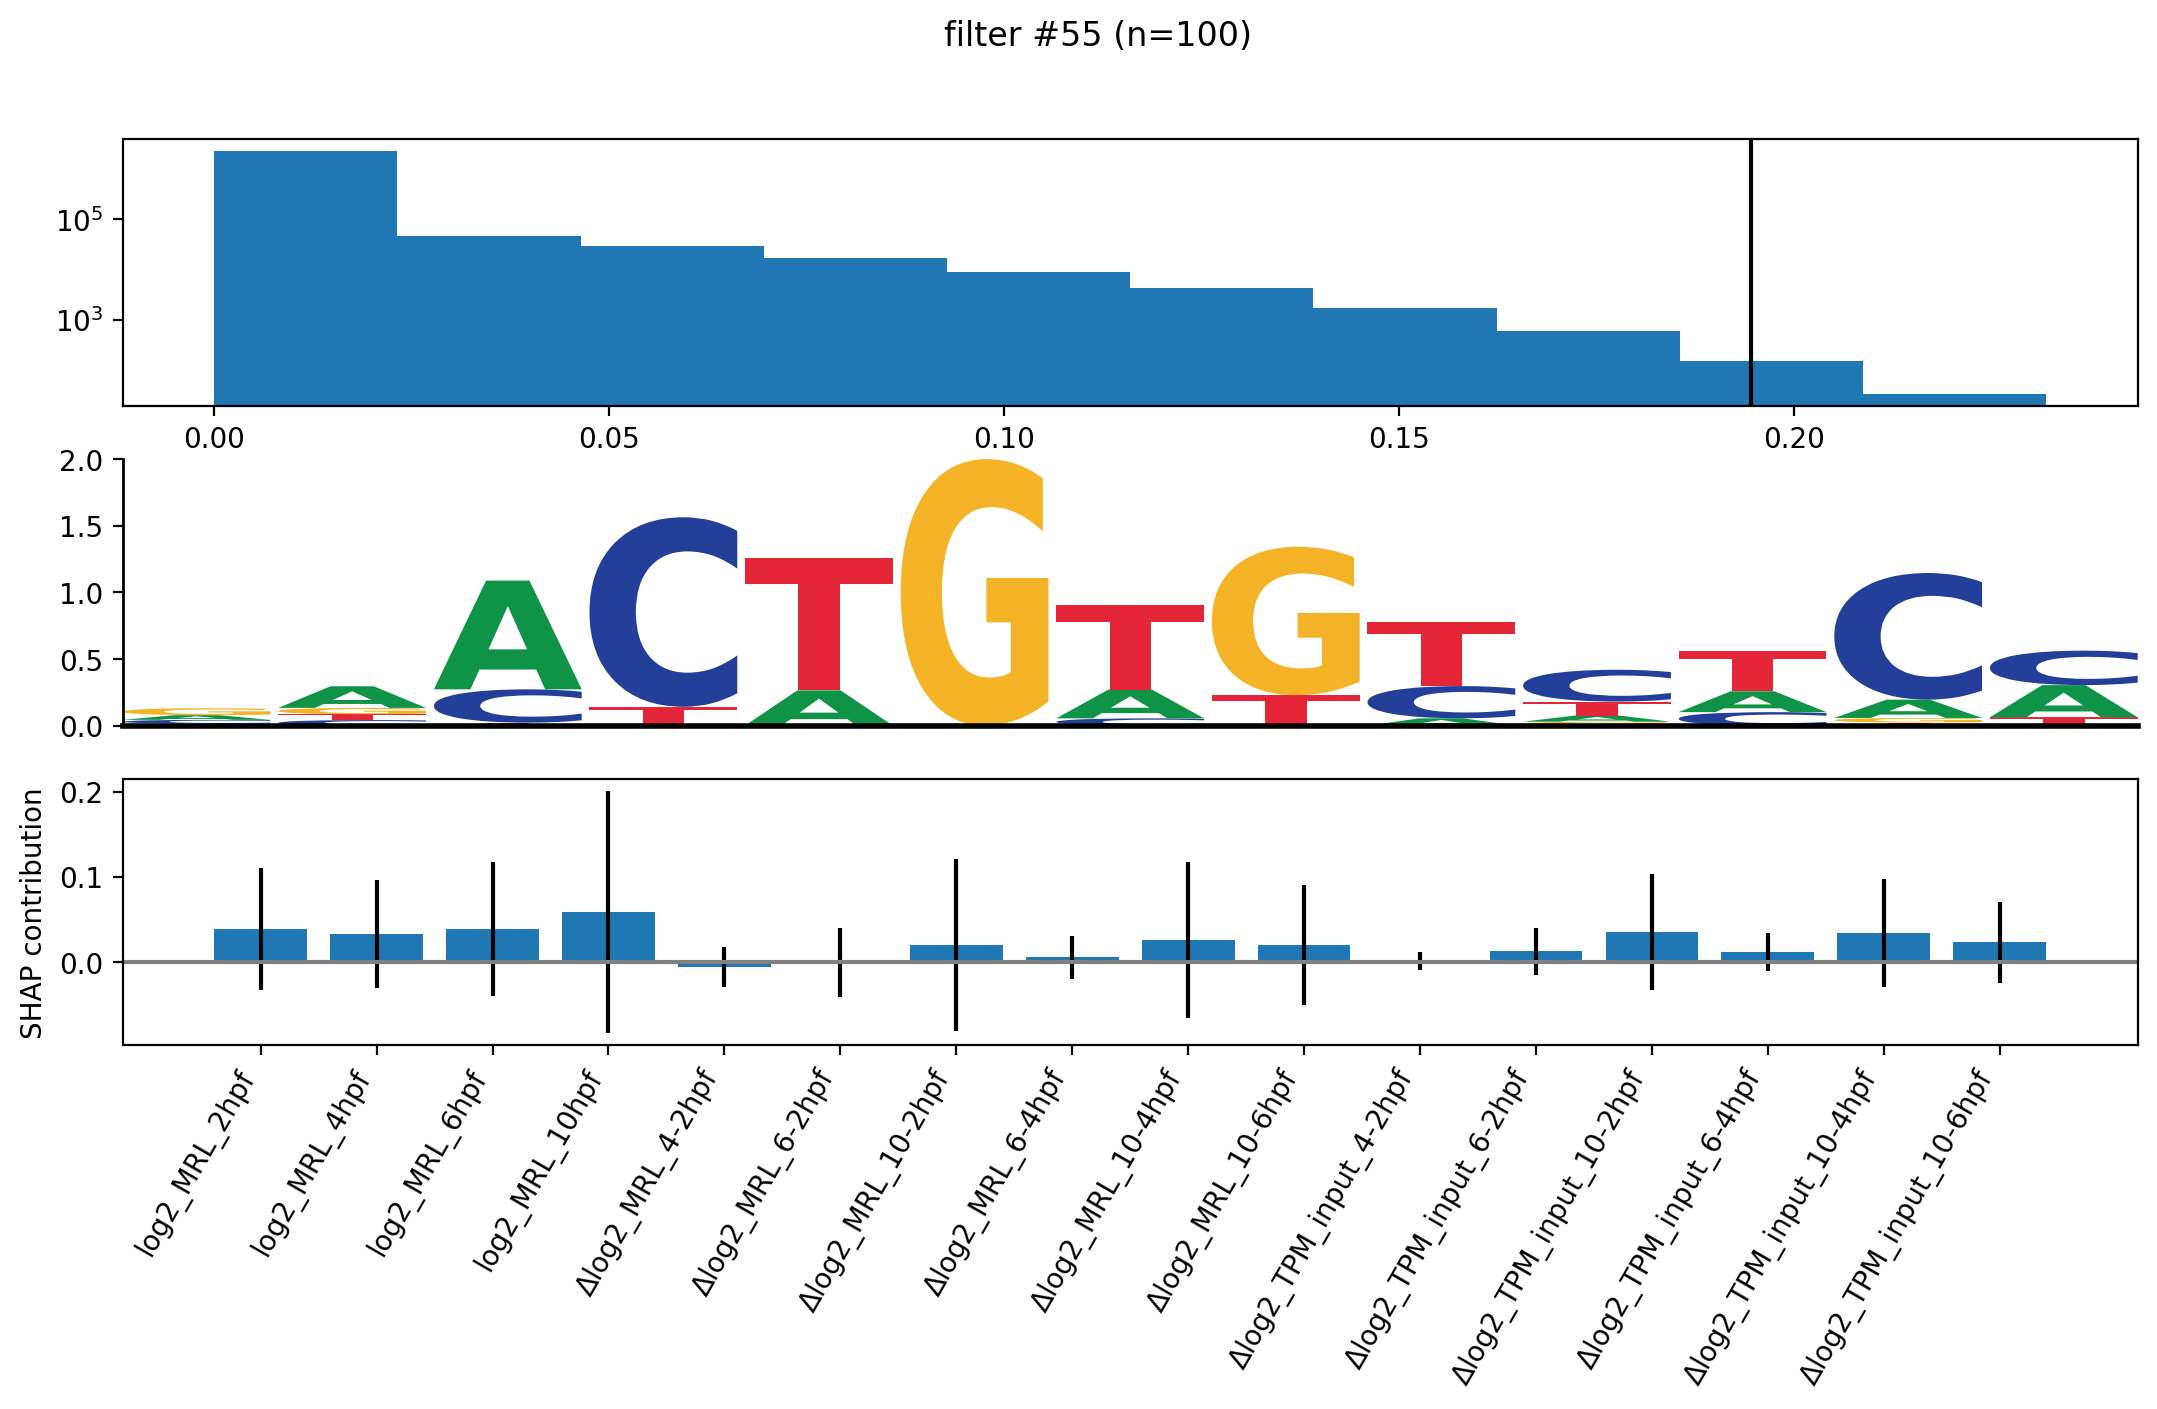 filter #55 (n=100)
10^5
10^3
0.00 0.05 0.10 0.15 0.20
2.0
1.5
1.0
0.5
0.0
SHAP contribution
0.2
0.1
0.0
log2_MRL_2hpf
log2_MRL_4hpf
log2_MRL_6hpf
log2_MRL_10hpf
Δlog2_MRL_4-2hpf
Δlog2_MRL_6-2hpf
Δlog2_MRL_10-2hpf
Δlog2_MRL_6-4hpf
Δlog2_MRL_10-4hpf
Δlog2_MRL_10-6hpf
Δlog2_TPM_input_4-2hpf
Δlog2_TPM_input_6-2hpf
Δlog2_TPM_input_10-2hpf
Δlog2_TPM_input_6-4hpf
Δlog2_TPM_input_10-4hpf
Δlog2_TPM_input_10-6hpf